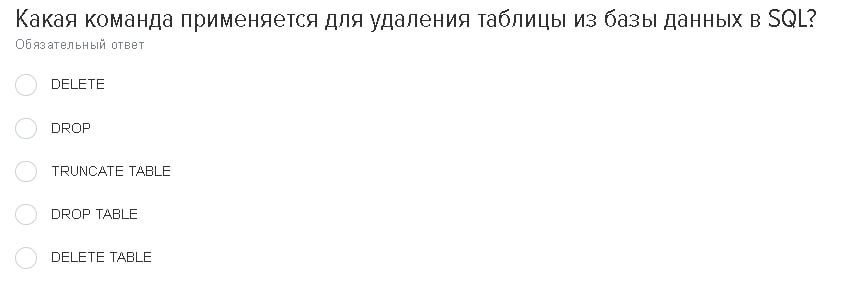 Какая команда применяется для удаления таблицы из базы данных в SQL?
Обязательный ответ
DELETE
DROP
TRUNCATE TABLE
DROP TABLE
DELETE TABLE